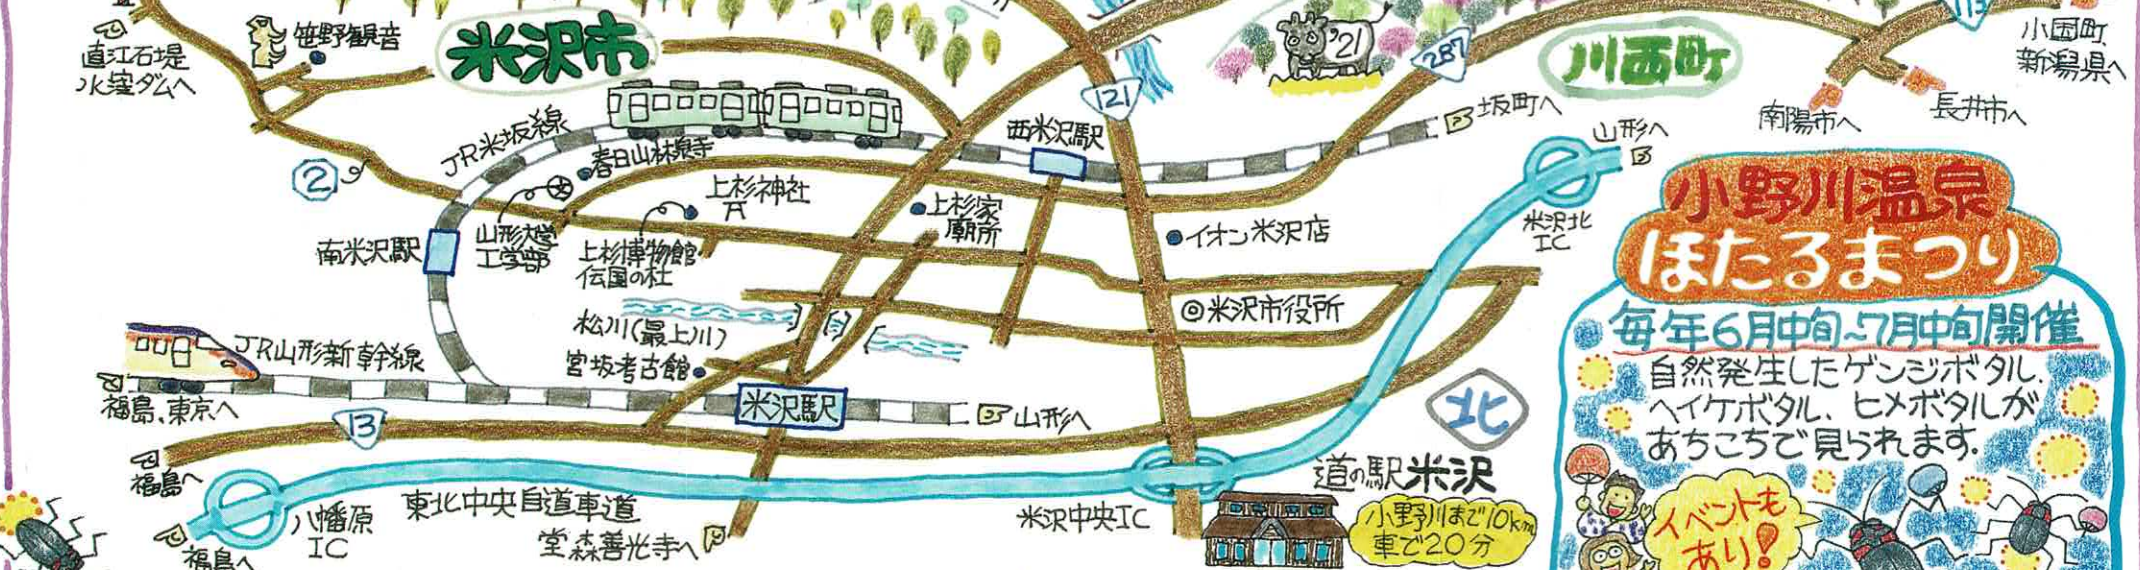 直江石堤
水窪ダムへ
笹野観音
米沢市
'21
287
川西町
113
小国町
新潟県へ
南陽市へ
長井市へ
121
坂町へ
山形へ
JR米坂線
春日山林泉寺
西米沢駅
2
上杉神社
上杉家
廟所
イオン米沢店
米沢北
IC
南米沢駅
山形大学
工学部
上杉博物館
伝国の杜
米沢市役所
松川(最上川)
宮坂考古館
JR山形新幹線
福島、東京へ
米沢駅
山形へ
13
北
福島へ
八幡原
IC
福島へ
東北中央自道車道
堂森善光寺へ
米沢中央IC
道の駅米沢
小野川まで10km
車で20分
小野川温泉
ほたるまつり
毎年6月中旬~7月中旬開催
自然発生したゲンジボタル、
ヘイケボタル、ヒメボタルが
あちこちで見られます。
イベントも
あり!